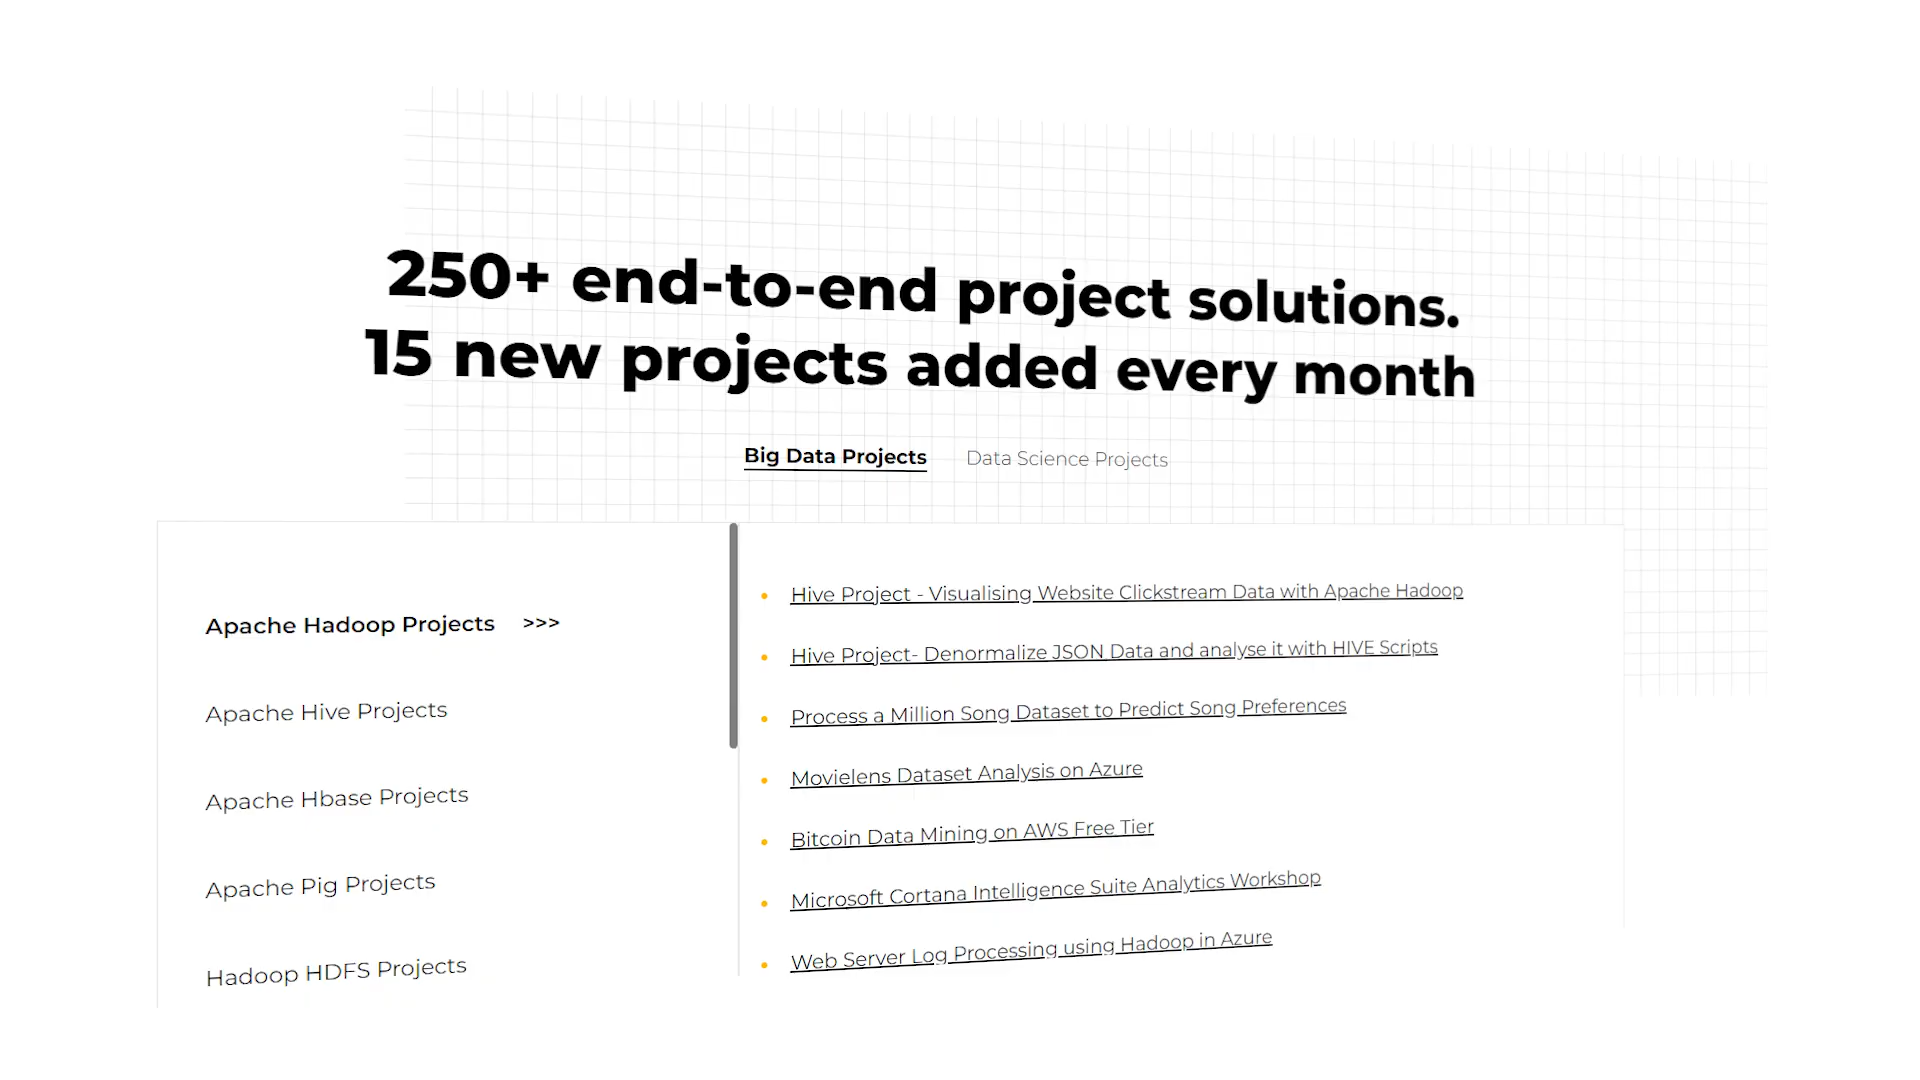 250+ end-to-end project solutions.
15 new projects added every month
Big Data Projects
Data Science Projects
Apache Hadoop Projects >>>
Apache Hive Projects
Apache Hbase Projects
Apache Pig Projects
Hadoop HDFS Projects
Hive Project - Visualising Website Clickstream Data with Apache Hadoop
Hive Project- Denormalize JSON Data and analyse it with HIVE Scripts
Process a Million Song Dataset to Predict Song Preferences
Movielens Dataset Analysis on Azure
Bitcoin Data Mining on AWS Free Tier
Microsoft Cortana Intelligence Suite Analytics Workshop
Web Server Log Processing using Hadoop in Azure